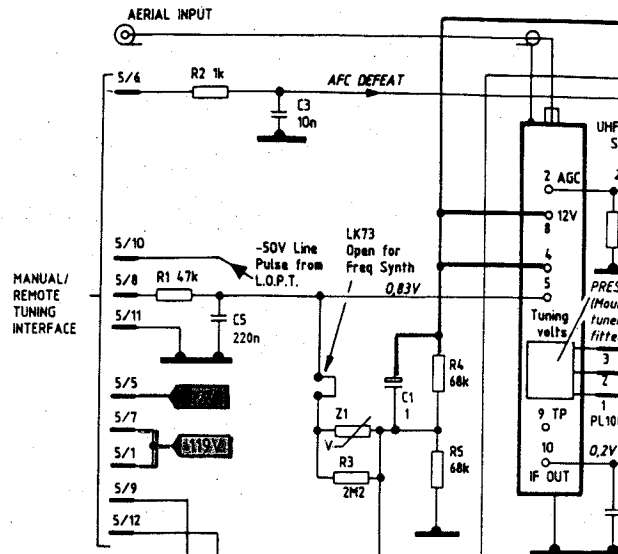 AERIAL INPUT
5/6
R2 1k
AFC DEFEAT
C3
10n
UHF
S
2 AGC
12V
8
4
5
5/10
-50V Line
Pulse from
L.O.P.T.
LK73
Open for
Freq Synth
MANUAL/
REMOTE
TUNING
INTERFACE
5/8
R1 47k
0,83V
5/11
C5
220n
PRES
(Moun
tuner
fitte
Tuning
volts
3
2
1
PL10
5/5
5/7
119V
5/1
5/9
5/12
C1
1
R4
68k
Z1
V
R3
2M2
R5
68k
9 TP
10
IF OUT
0,2V